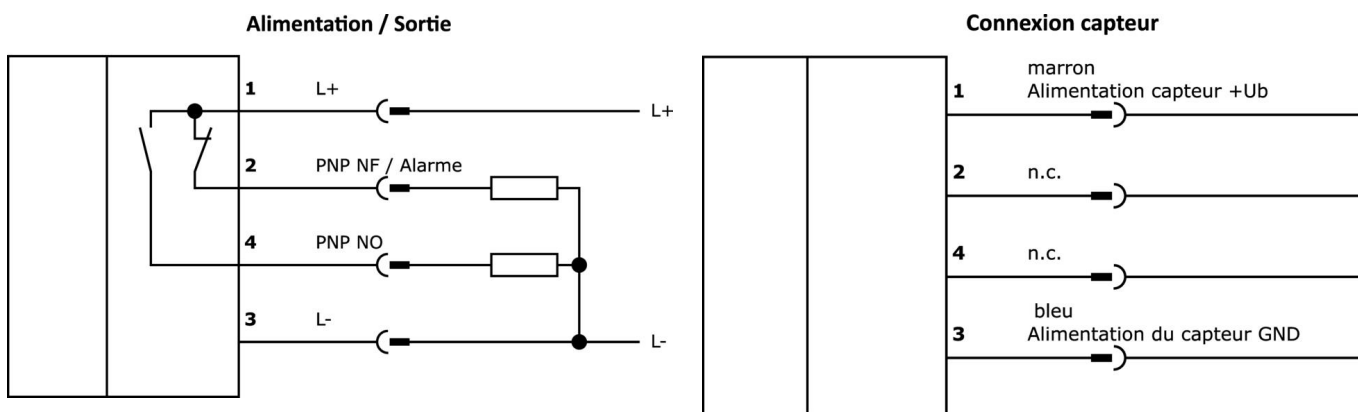 Alimentation / Sortie
1 L+
L+
2 PNP NF / Alarme
4 PNP NO
3 L-
L-
Connexion capteur
marron
1 Alimentation capteur +Ub
2 n.c.
4 n.c.
bleu
3 Alimentation du capteur GND